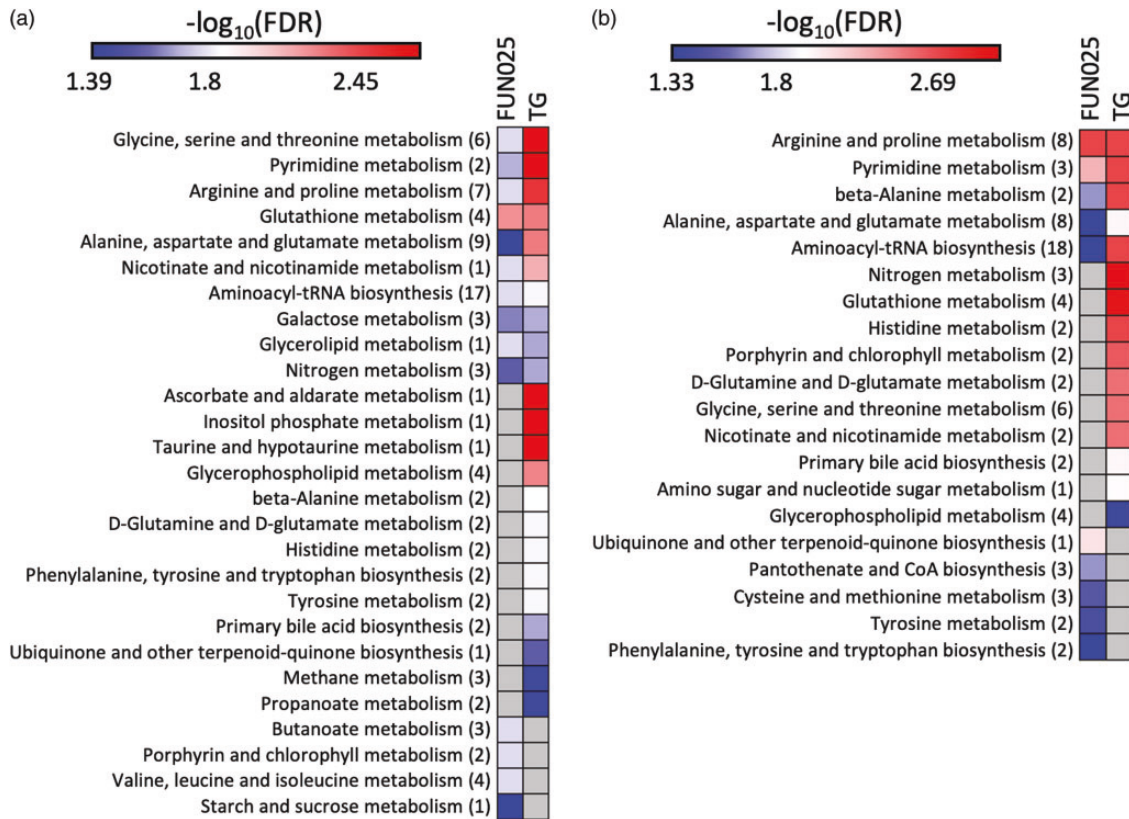 (a)
-log10(FDR)
1.39 1.8 2.45
FUN025
TG
Glycine, serine and threonine metabolism (6)
Pyrimidine metabolism (2)
Arginine and proline metabolism (7)
Glutathione metabolism (4)
Alanine, aspartate and glutamate metabolism (9)
Nicotinate and nicotinamide metabolism (1)
Aminoacyl-tRNA biosynthesis (17)
Galactose metabolism (3)
Glycerolipid metabolism (1)
Nitrogen metabolism (3)
Ascorbate and aldarate metabolism (1)
Inositol phosphate metabolism (1)
Taurine and hypotaurine metabolism (1)
Glycerophospholipid metabolism (4)
beta-Alanine metabolism (2)
D-Glutamine and D-glutamate metabolism (2)
Histidine metabolism (2)
Phenylalanine, tyrosine and tryptophan biosynthesis (2)
Tyrosine metabolism (2)
Primary bile acid biosynthesis (2)
Ubiquinone and other terpenoid-quinone biosynthesis (1)
Methane metabolism (3)
Propanoate metabolism (2)
Butanoate metabolism (3)
Porphyrin and chlorophyll metabolism (2)
Valine, leucine and isoleucine metabolism (4)
Starch and sucrose metabolism (1)
(b)
-log10(FDR)
1.33 1.8 2.69
FUN025
TG
Arginine and proline metabolism (8)
Pyrimidine metabolism (3)
beta-Alanine metabolism (2)
Alanine, aspartate and glutamate metabolism (8)
Aminoacyl-tRNA biosynthesis (18)
Nitrogen metabolism (3)
Glutathione metabolism (4)
Histidine metabolism (2)
Porphyrin and chlorophyll metabolism (2)
D-Glutamine and D-glutamate metabolism (2)
Glycine, serine and threonine metabolism (6)
Nicotinate and nicotinamide metabolism (2)
Primary bile acid biosynthesis (2)
Amino sugar and nucleotide sugar metabolism (1)
Glycerophospholipid metabolism (4)
Ubiquinone and other terpenoid-quinone biosynthesis (1)
Pantothenate and CoA biosynthesis (3)
Cysteine and methionine metabolism (3)
Tyrosine metabolism (2)
Phenylalanine, tyrosine and tryptophan biosynthesis (2)